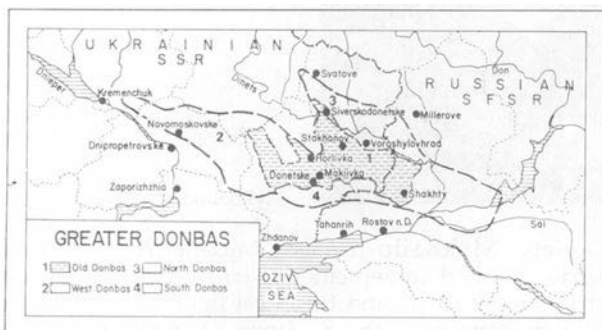 UKRAINIAN
SSR
RUSSIAN
SFSR
Dnieper
Kremenchuk
Donets
Svatove
Don
3
Siverskodonetske
Millerove
Novomoskovske
2
Stakhanov
Voroshylovhrad
Dnipropetrovske
Horlivka
1
Donetske
Makiivka
Zaporizhzhia
4
Shakhty
GREATER DONBAS
Zhdanov
Tahanrih
Rostov n.D.
Sal
1 Old Donbas 3 North Donbas
2 West Donbas 4 South Donbas
OZIV
SEA